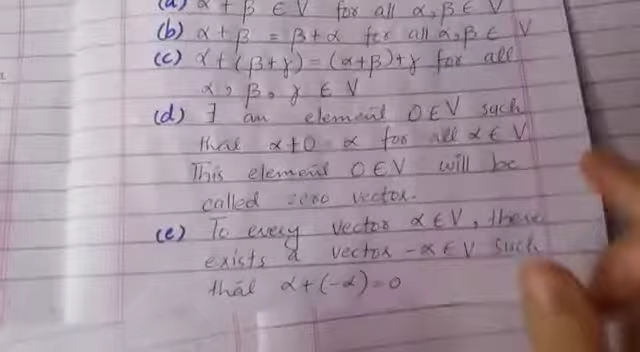 (a) α + β ∈ V for all α, β ∈ V
(b) α + β = β + α for all α, β ∈ V
(c) α + (β + γ) = (α + β) + γ for all
α, β, γ ∈ V
(d) ∃ an element 0 ∈ V such
that α + 0 α for all α ∈ V
This element 0 ∈ V will be
called zero vector.
(e) To every vector α ∈ V, there
exists a vector -α ∈ V such
that α + (-α) = 0